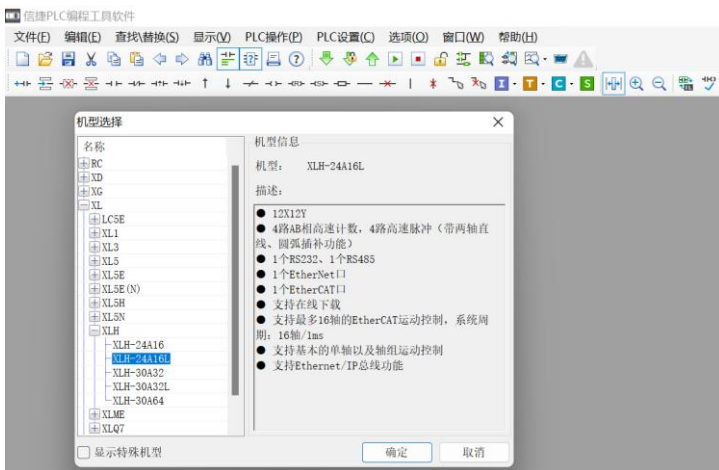 信捷PLC编程工具软件
文件(F) 编辑(E) 查找\替换(S) 显示(V) PLC操作(P) PLC设置(C) 选项(O) 窗口(W) 帮助(H)
机型选择
名称
RC
XD
XG
XL
LC5E
XL1
XL3
XL5
XL5E
XL5E(N)
XL5H
XL5N
XLH
XLH-24A16
XLH-24A16L
XLH-30A32
XLH-30A32L
XLH-30A64
XLME
XLQ7
显示特殊机型
机型信息
机型: XLH-24A16L
描述:
● 12X12Y
● 4路AB相高速计数，4路高速脉冲（带两轴直
线、圆弧插补功能）
● 1个RS232、1个RS485
● 1个EtherNet口
● 1个EtherCAT口
● 支持在线下载
● 支持最多16轴的EtherCAT运动控制，系统周
期：16轴/1ms
● 支持基本的单轴以及轴组运动控制
● 支持Ethernet/IP总线功能
确定 取消